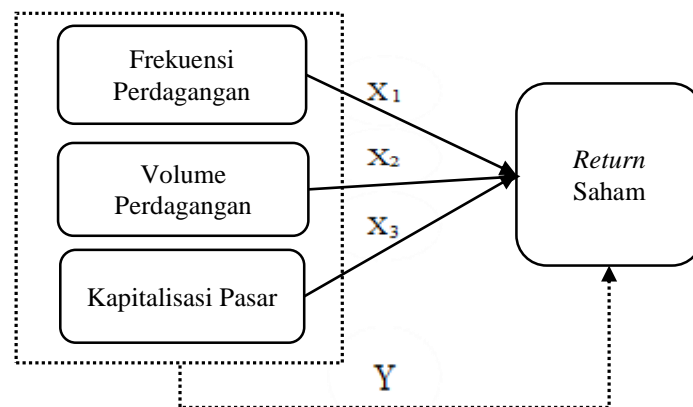 Frekuensi
Perdagangan
X₁
Volume
Perdagangan
X₂
X₃
Kapitalisasi Pasar
Return
Saham
Y